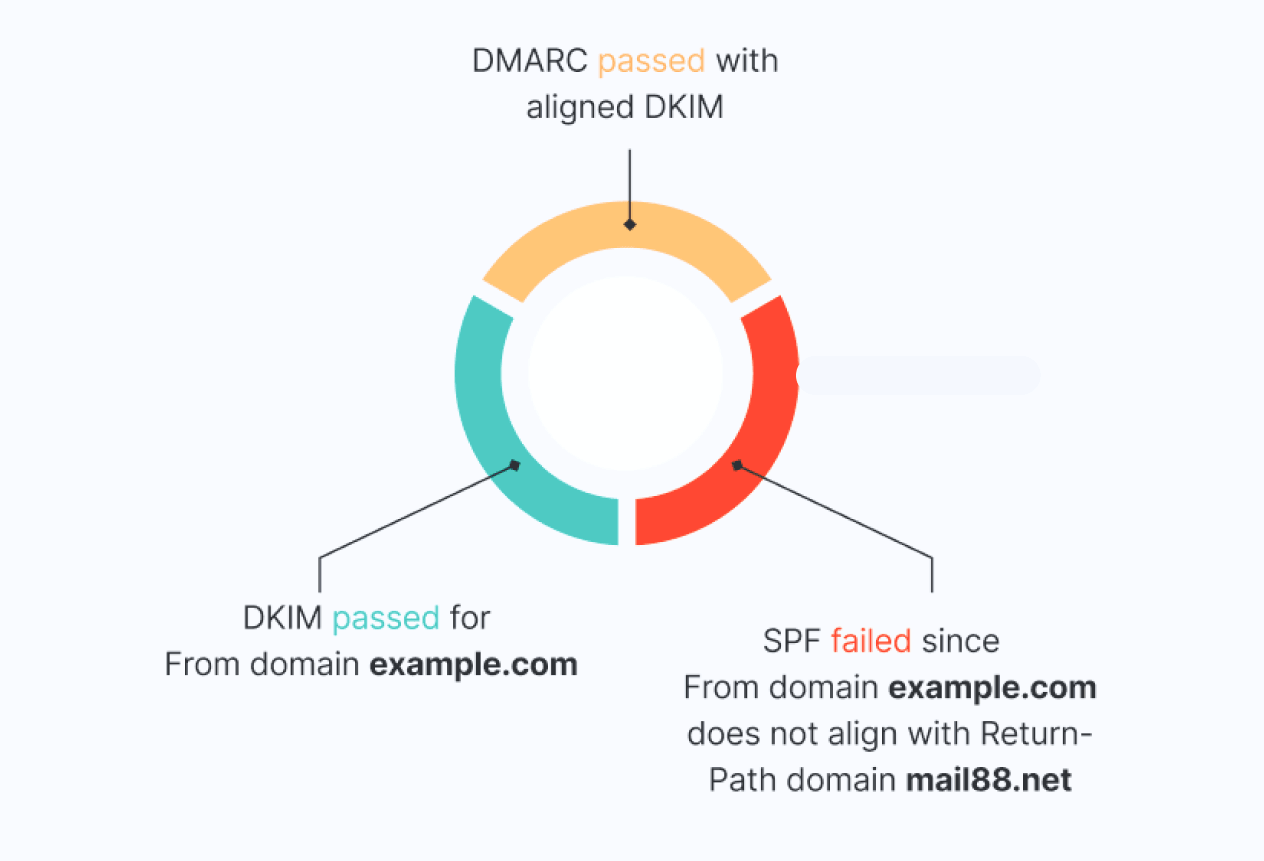 DMARC passed with
aligned DKIM
DKIM passed for
From domain example.com
SPF failed since
From domain example.com
does not align with Return-
Path domain mail88.net